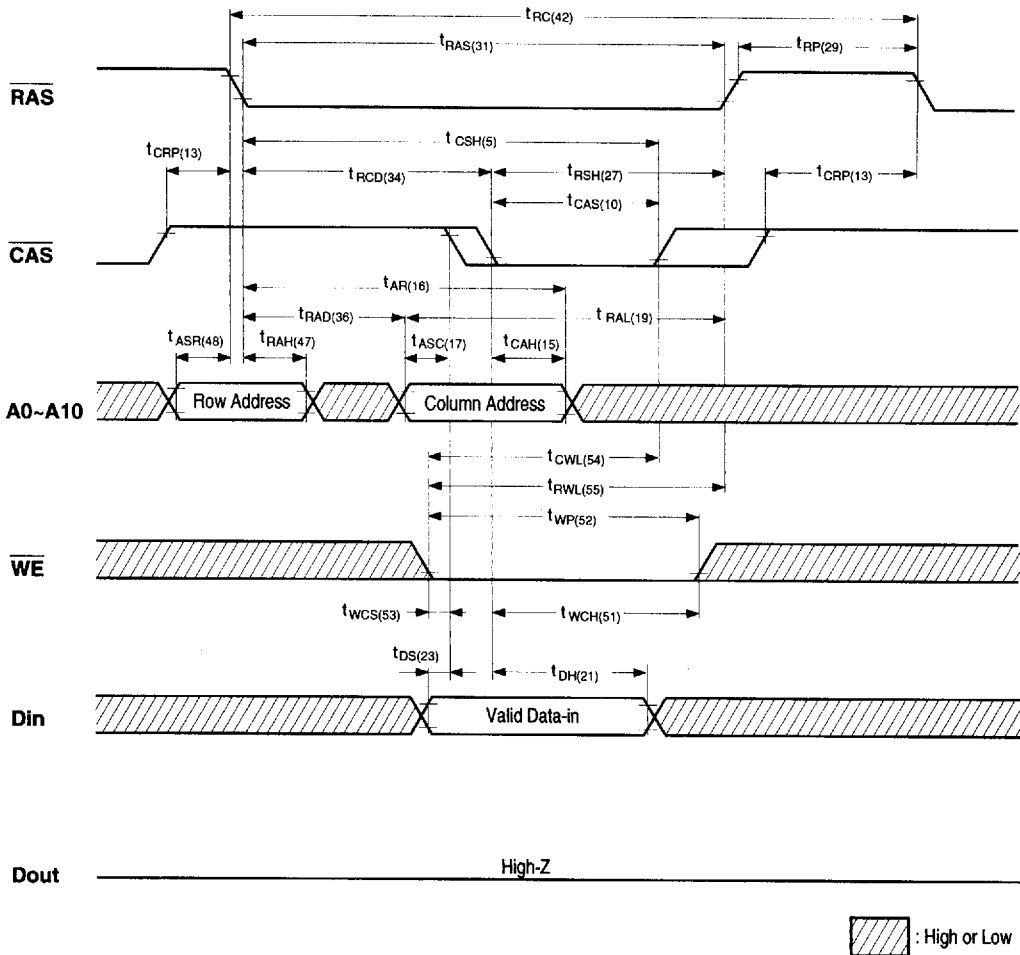 tRC(42)
tRAS(31)
tRP(29)
RAS
tCSH(5)
tCRP(13)
tRCD(34)
tRSH(27)
tCRP(13)
tCAS(10)
CAS
tAR(16)
tRAD(36)
tRAL(19)
tASR(48)
tRAH(47)
tASC(17)
tCAH(15)
A0~A10
Row Address
Column Address
tCWL(54)
tRWL(55)
tWP(52)
WE
tWCS(53)
tWCH(51)
tDS(23)
tDH(21)
Din
Valid Data-in
High-Z
Dout
: High or Low